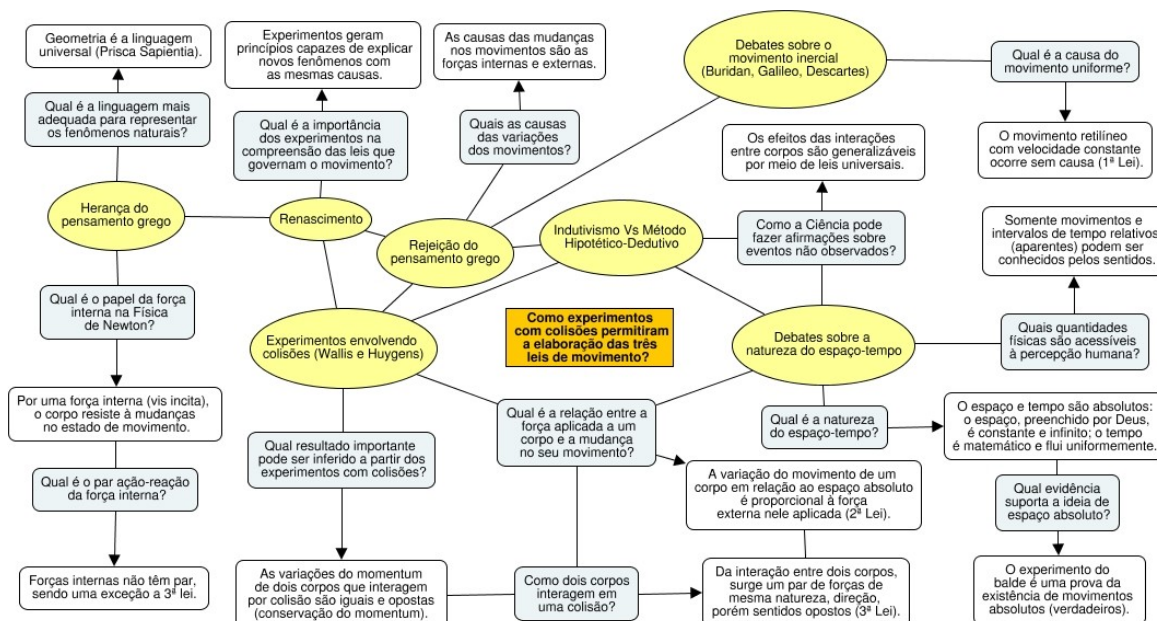 Geometria é a linguagem
universal (Prisca Sapientia).
Experimentos geram
princípios capazes de explicar
novos fenômenos com
as mesmas causas.
As causas das mudanças
nos movimentos são as
forças internas e externas.
Debates sobre o
movimento inercial
(Buridan, Galileo, Descartes)
Qual é a causa do
movimento uniforme?
Qual é a linguagem mais
adequada para representar
os fenômenos naturais?
Qual é a importância
dos experimentos na
compreensão das leis que
governam o movimento?
Quais as causas
das variações
dos movimentos?
Os efeitos das interações
entre corpos são generalizáveis
por meio de leis universais.
O movimento retilíneo
com velocidade constante
ocorre sem causa (1ª Lei).
Herança do
pensamento grego
Renascimento
Rejeição do
pensamento grego
Indutivismo Vs Método
Hipotético-Dedutivo
Como a Ciência pode
fazer afirmações sobre
eventos não observados?
Somente movimentos e
intervalos de tempo relativos
(aparentes) podem ser
conhecidos pelos sentidos.
Qual é o papel da força
interna na Física
de Newton?
Experimentos envolvendo
colisões (Wallis e Huygens)
Como experimentos
com colisões permitiram
a elaboração das três
leis de movimento?
Debates sobre a
natureza do espaço-tempo
Quais quantidades
físicas são acessíveis
à percepção humana?
Por uma força interna (vis incita),
o corpo resiste à mudanças
no estado de movimento.
Qual resultado importante
pode ser inferido a partir dos
experimentos com colisões?
Qual é a relação entre a
força aplicada a um
corpo e a mudança
no seu movimento?
Qual é a natureza
do espaço-tempo?
O espaço e tempo são absolutos:
o espaço, preenchido por Deus,
é constante e infinito; o tempo
é matemático e flui uniformemente.
Qual é o par ação-reação
da força interna?
A variação do movimento de um
corpo em relação ao espaço absoluto
é proporcional à força
externa nele aplicada (2ª Lei).
Qual evidência
suporta a ideia de
espaço absoluto?
Forças internas não têm par,
sendo uma exceção a 3ª lei.
As variações do momentum
de dois corpos que interagem
por colisão são iguais e opostas
(conservação do momentum).
Como dois corpos
interagem em
uma colisão?
Da interação entre dois corpos,
surge um par de forças de
mesma natureza, direção,
porém sentidos opostos (3ª Lei).
O experimento do
balde é uma prova da
existência de movimentos
absolutos (verdadeiros).